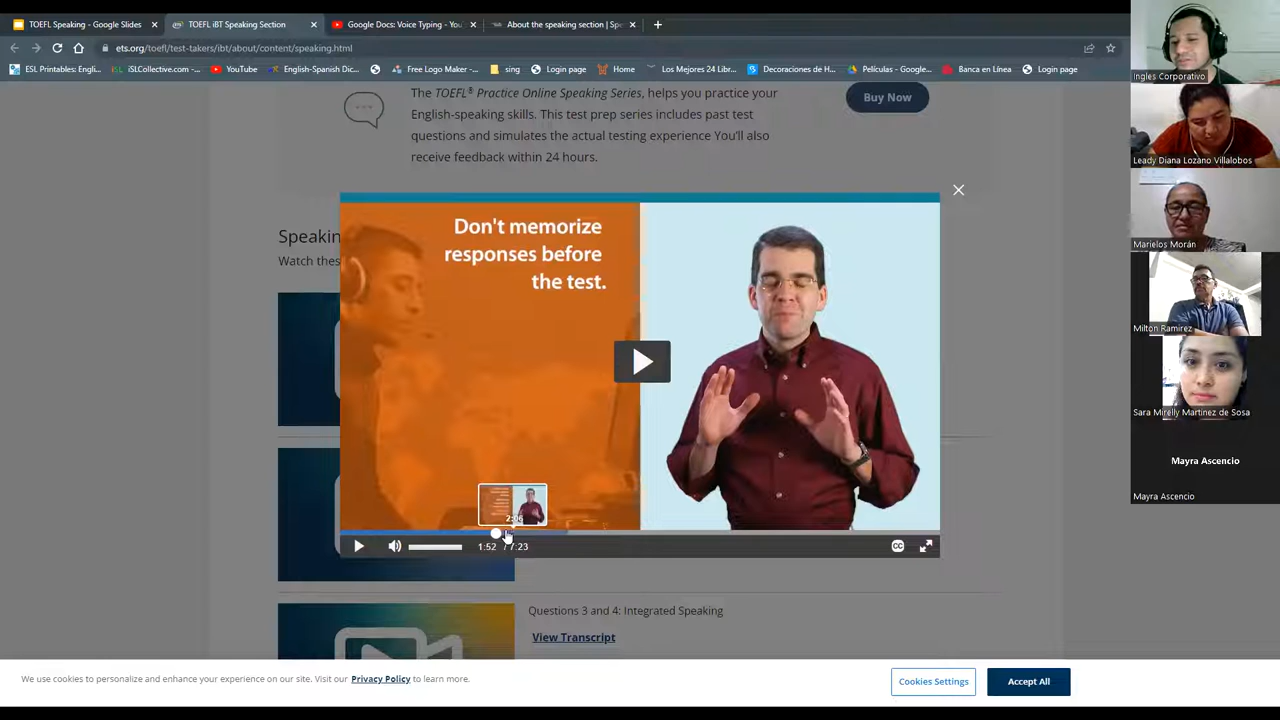 TOEFL Speaking - Google Slides
TOEFL iBT Speaking Section
Google Docs: Voice Typing - You
About the speaking section | Spe
ets.org/toefl/test-takers/ibt/about/content/speaking.html
ESL Printables: Engli...
iSLCollective.com -...
YouTube
English-Spanish Dic...
Free Logo Maker -...
sing
Login page
Home
Los Mejores 24 Libr...
Decoraciones de H...
Películas - Google...
Banca en Línea
Login page
The TOEFL® Practice Online Speaking Series, helps you practice your
English-speaking skills. This test prep series includes past test
questions and simulates the actual testing experience You'll also
receive feedback within 24 hours.
Buy Now
Speakin
Watch thes
Don't memorize
responses before
the test.
2:06
1:52 / 7:23
CC
Questions 3 and 4: Integrated Speaking
View Transcript
We use cookies to personalize and enhance your experience on our site. Visit our Privacy Policy to learn more.
Cookies Settings
Accept All
Ingles Corporativo
Leady Diana Lozano Villalobos
Marielos Morán
Milton Ramirez
Sara Mirelly Martinez de Sosa
Mayra Ascencio
Mayra Ascencio